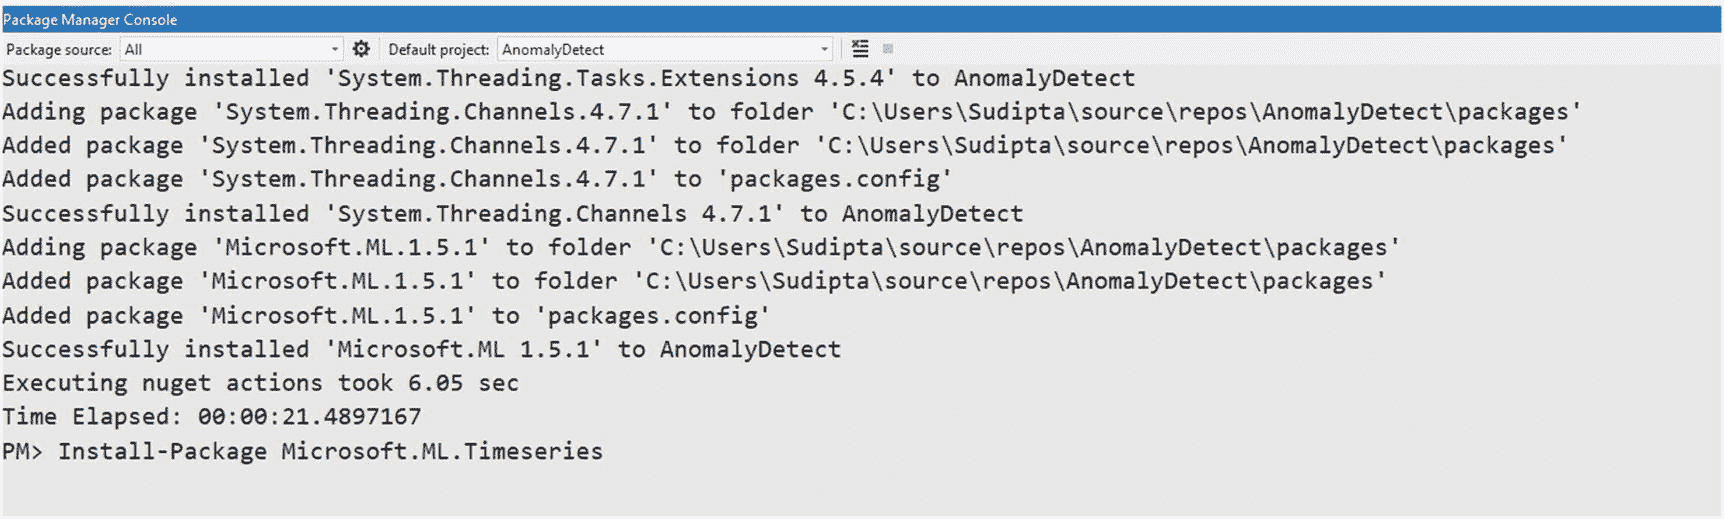 Package Manager Console
Package source: All Default project: AnomalyDetect
Successfully installed 'System.Threading.Tasks.Extensions 4.5.4' to AnomalyDetect
Adding package 'System.Threading.Channels.4.7.1' to folder 'C:\Users\Sudipta\source\repos\AnomalyDetect\packages'
Added package 'System.Threading.Channels.4.7.1' to folder 'C:\Users\Sudipta\source\repos\AnomalyDetect\packages'
Added package 'System.Threading.Channels.4.7.1' to 'packages.config'
Successfully installed 'System.Threading.Channels 4.7.1' to AnomalyDetect
Adding package 'Microsoft.ML.1.5.1' to folder 'C:\Users\Sudipta\source\repos\AnomalyDetect\packages'
Added package 'Microsoft.ML.1.5.1' to folder 'C:\Users\Sudipta\source\repos\AnomalyDetect\packages'
Added package 'Microsoft.ML.1.5.1' to 'packages.config'
Successfully installed 'Microsoft.ML 1.5.1' to AnomalyDetect
Executing nuget actions took 6.05 sec
Time Elapsed: 00:00:21.4897167
PM> Install-Package Microsoft.ML.Timeseries